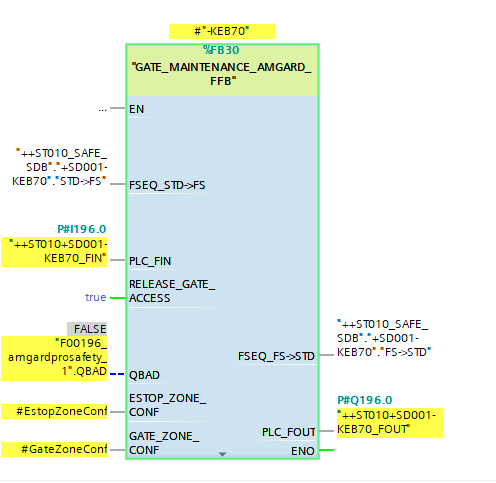 #"-KEB70"
%FB30
"GATE_MAINTENANCE_AMGARD_
FFB"
...
EN
"++ST010_SAFE_
SDB"."+SD001-
KEB70"."STD->FS"
FSEQ_STD->FS
P#I196.0
"++ST010+SD001-
KEB70_FIN"
PLC_FIN
true
RELEASE_GATE_
ACCESS
FALSE
"F00196_
amgardprosafety_
1".QBAD
QBAD
#EstopZoneConf
ESTOP_ZONE_
CONF
#GateZoneConf
GATE_ZONE_
CONF
FSEQ_FS->STD
"++ST010_SAFE_
SDB"."+SD001-
KEB70"."FS->STD"
PLC_FOUT
P#Q196.0
"++ST010+SD001-
KEB70_FOUT"
ENO